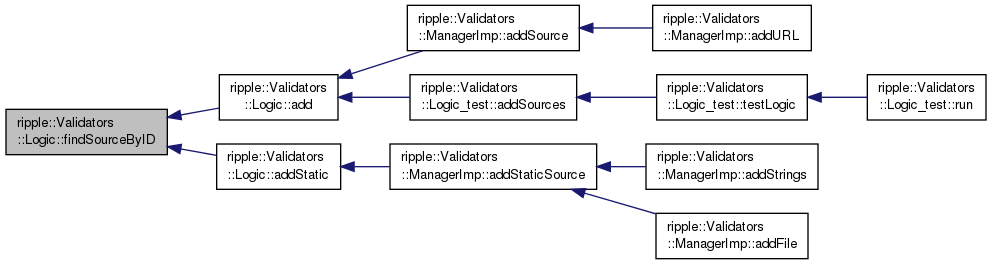 ripple::Validators
::Logic::findSourceByID
ripple::Validators
::Logic::add
ripple::Validators
::ManagerImp::addSource
ripple::Validators
::ManagerImp::addURL
ripple::Validators
::Logic_test::addSources
ripple::Validators
::Logic_test::testLogic
ripple::Validators
::Logic_test::run
ripple::Validators
::Logic::addStatic
ripple::Validators
::ManagerImp::addStaticSource
ripple::Validators
::ManagerImp::addStrings
ripple::Validators
::ManagerImp::addFile